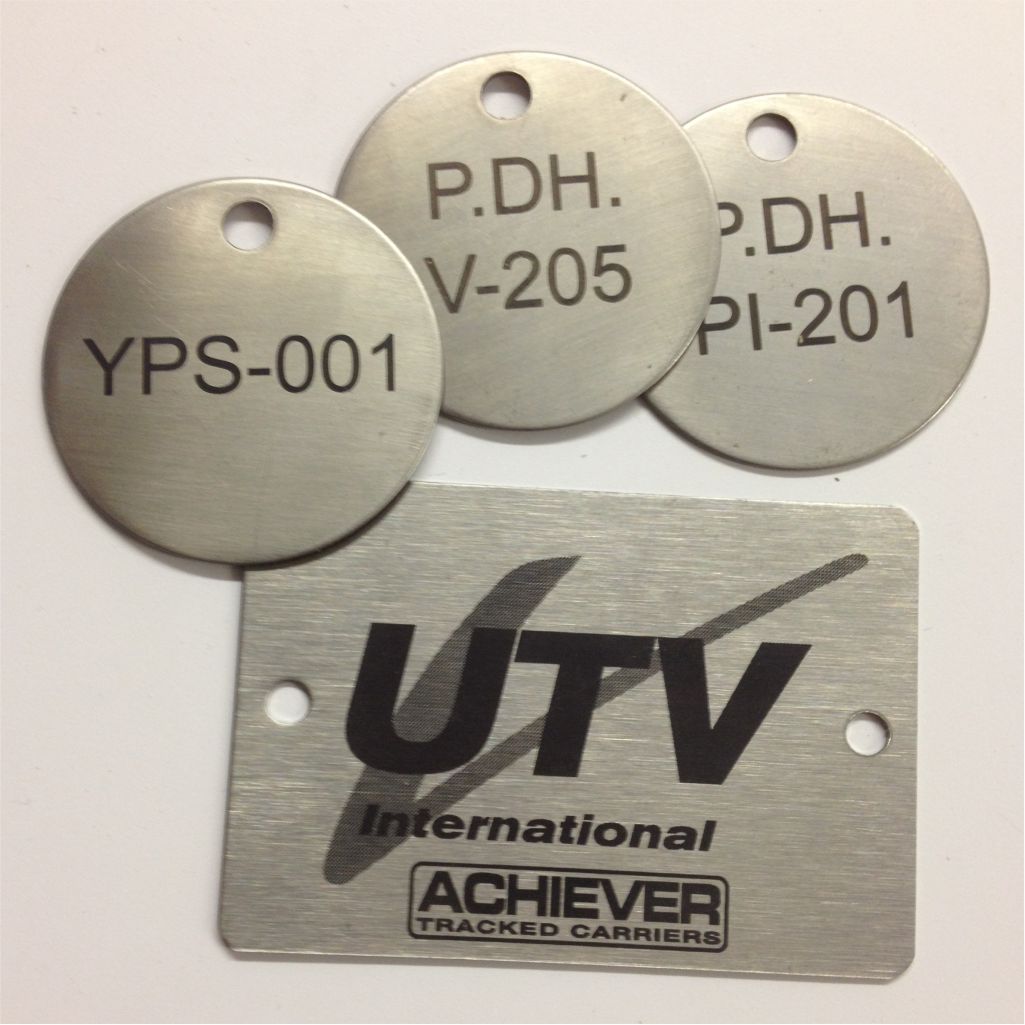 YPS-001
P.DH.
V-205
P.DH.
PI-201
UTV
International
ACHIEVER
TRACKED CARRIERS